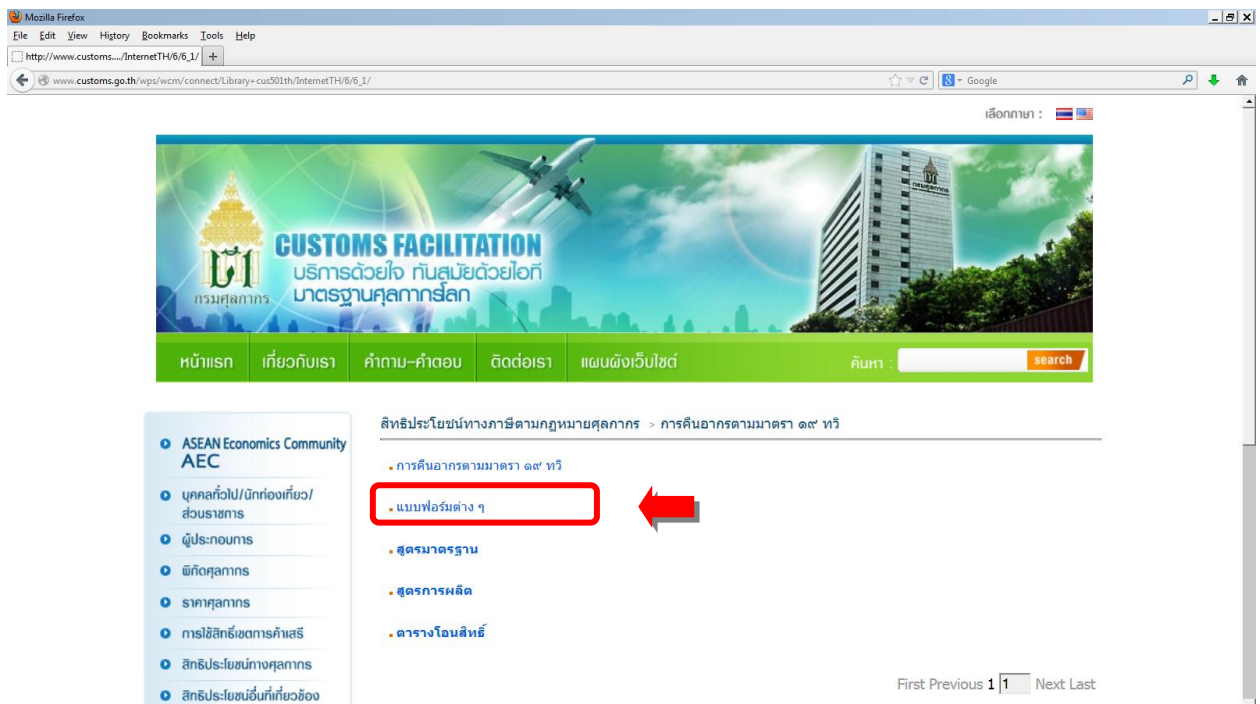 Mozilla Firefox
File Edit View History Bookmarks Tools Help
http://www.customs..../InternetTH/6/6_1/ +
www.customs.go.th/wps/wcm/connect/Library+cus501th/InternetTH/6/6_1/
Google
เลือกภาษา :
CUSTOMS FACILITATION
บริการด้วยใจ ทันสมัยด้วยไอที
มาตรฐานศุลกากรโลก
กรมศุลกากร
กรมศุลกากร
หน้าแรก เกี่ยวกับเรา คำถาม-คำตอบ ติดต่อเรา แผนผังเว็บไซต์ ค้นหา : search
ASEAN Economics Community
AEC
บุคคลทั่วไป/นักท่องเที่ยว/
ส่วนราชการ
ผู้ประกอบการ
พิกัดศุลกากร
ราคาศุลกากร
การใช้สิทธิ์เขตการค้าเสรี
สิทธิประโยชน์ทางศุลกากร
สิทธิประโยชน์อื่นที่เกี่ยวข้อง
สิทธิประโยชน์ทางภาษีตามกฎหมายศุลกากร > การคืนอากรตามมาตรา ๑๙ ทวิ
การคืนอากรตามมาตรา ๑๙ ทวิ
แบบฟอร์มต่าง ๆ
สูตรมาตรฐาน
สูตรการผลิต
ตารางโอนสิทธิ์
First Previous 1 1 Next Last